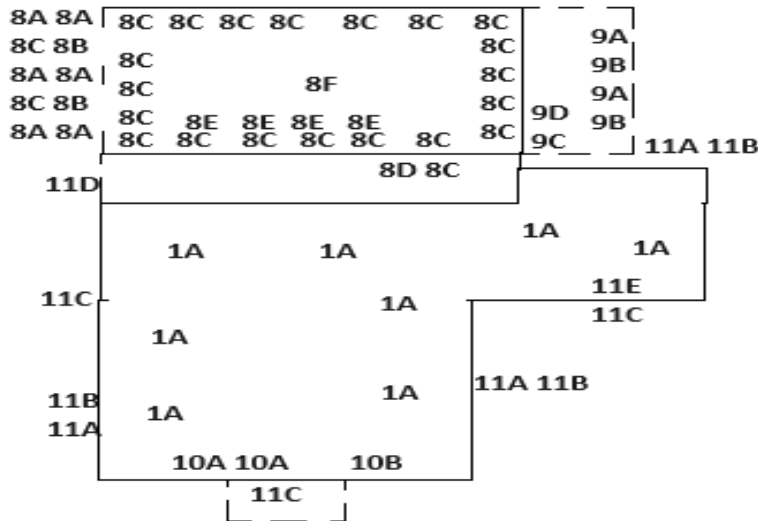 8A 8A 8C 8C 8C 8C 8C 8C 8C
8C 8B 8C 9A
8A 8A 8C 8C 9B
8C 8F 9A
8C 8B 8C 8C 9D 9B
8E 8E 8E 8E
8A 8A 8C 8C 8C 8C 8C 8C 8C 9C 11A 11B
11D 8D 8C
1A 1A 1A 1A
11E
11C 1A 11C
1A
11B 1A 1A 11A 11B
11A
10A 10A 10B
11C